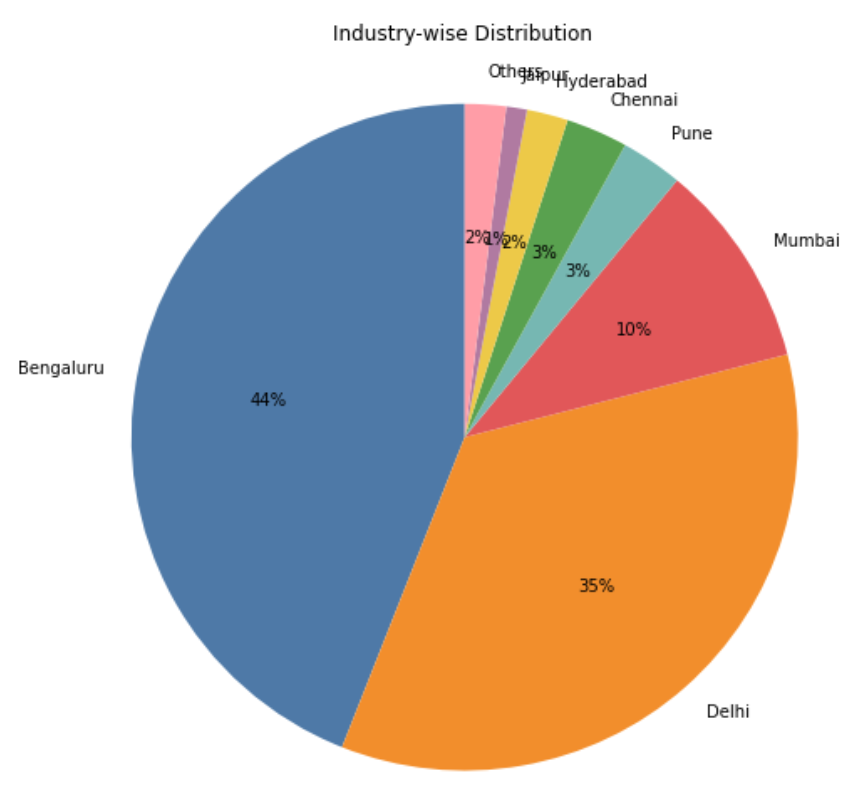 Industry-wise Distribution
Others
Jaipur
Hyderabad
Chennai
Pune
Mumbai
Bengaluru
Delhi
2%
1%
2%
3%
3%
10%
44%
35%